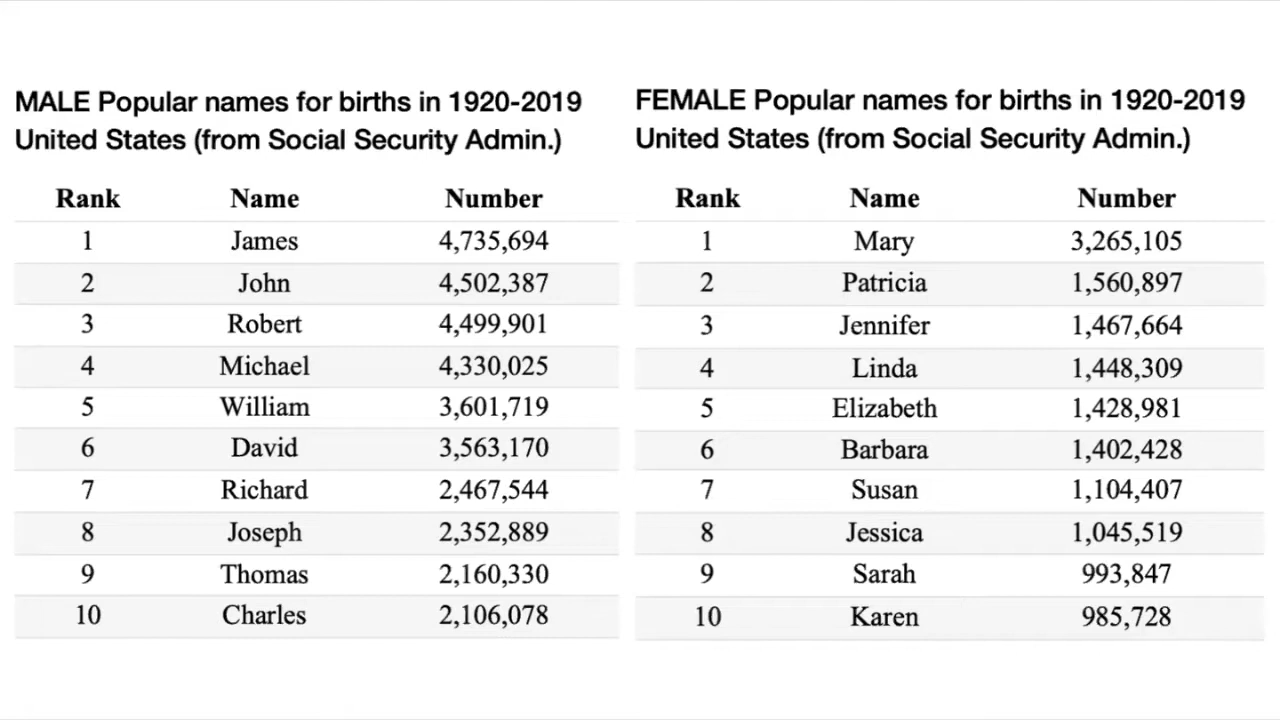 MALE Popular names for births in 1920-2019
United States (from Social Security Admin.)
Rank Name Number
1 James 4,735,694
2 John 4,502,387
3 Robert 4,499,901
4 Michael 4,330,025
5 William 3,601,719
6 David 3,563,170
7 Richard 2,467,544
8 Joseph 2,352,889
9 Thomas 2,160,330
10 Charles 2,106,078
FEMALE Popular names for births in 1920-2019
United States (from Social Security Admin.)
Rank Name Number
1 Mary 3,265,105
2 Patricia 1,560,897
3 Jennifer 1,467,664
4 Linda 1,448,309
5 Elizabeth 1,428,981
6 Barbara 1,402,428
7 Susan 1,104,407
8 Jessica 1,045,519
9 Sarah 993,847
10 Karen 985,728